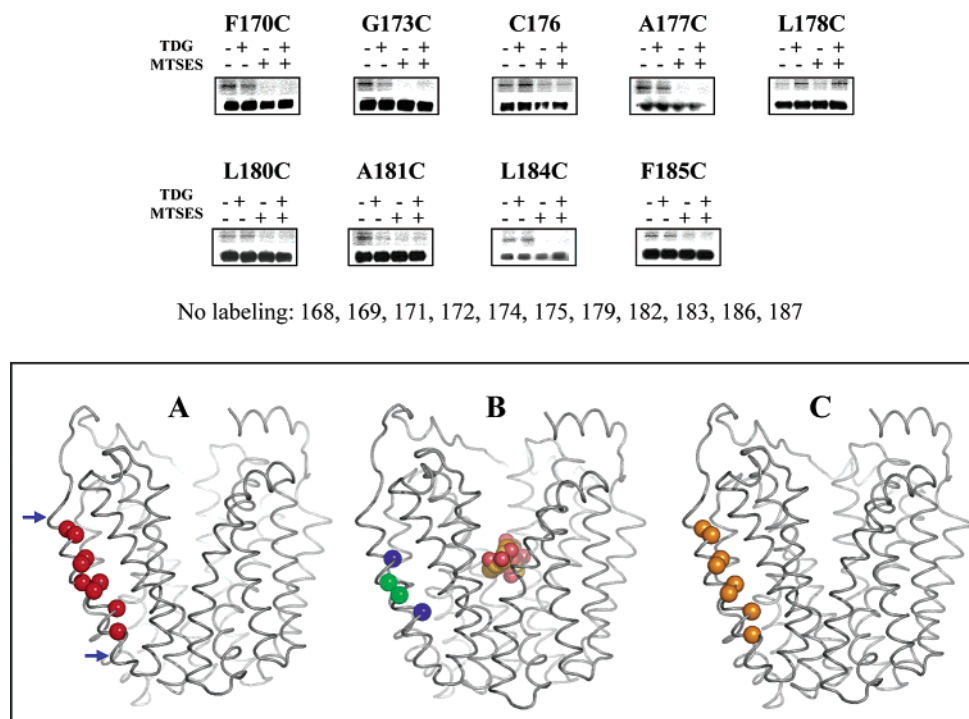 F170C G173C C176 A177C L178C
TDG - + - + - + - + - + - + - + - + - + - +
MTSES - - + + - - + + - - + + - - + + - - + +
L180C A181C L184C F185C
TDG - + - + - + - + - + - + - + - +
MTSES - - + + - - + + - - + + - - + +
No labeling: 168, 169, 171, 172, 174, 175, 179, 182, 183, 186, 187
A B C